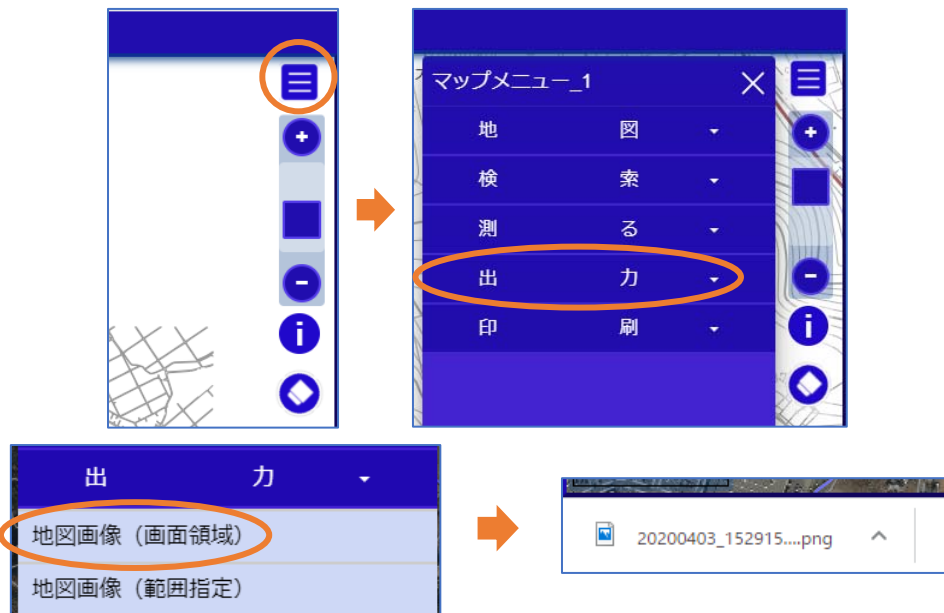 マップメニュー_1
地 図
検 索
測 る
出 力
印 刷
出 力
地図画像（画面領域）
地図画像（範囲指定）
20200403_152915....png